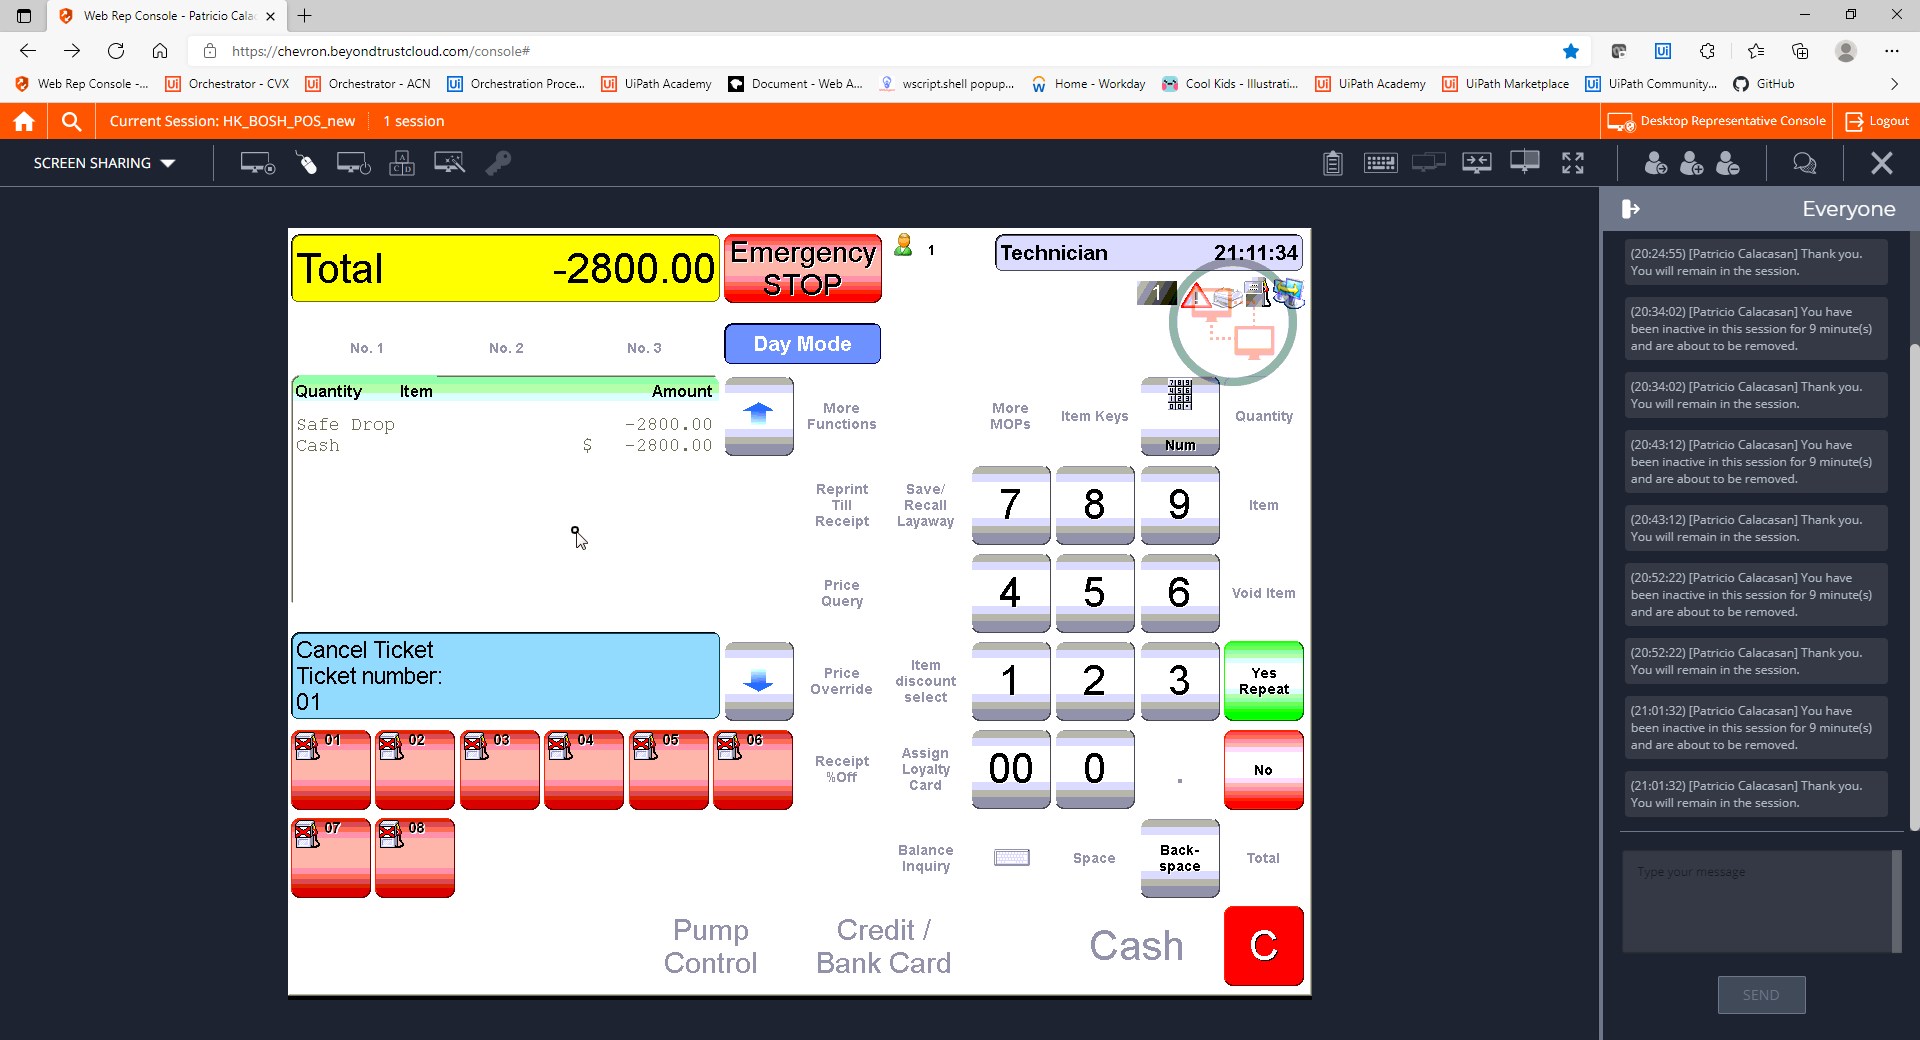 Web Rep Console - Patricio Cala
https://chevron.beyondtrustcloud.com/console#
Web Rep Console -...
Orchestrator - CVX
Orchestrator - ACN
Orchestration Proce...
UiPath Academy
Document - Web A...
wscript.shell popup...
Home - Workday
Cool Kids - Illustrati...
UiPath Academy
UiPath Marketplace
UiPath Community...
GitHub
Current Session: HK_BOSH_POS_new
1 session
Desktop Representative Console
Logout
SCREEN SHARING
Everyone
Total -2800.00
Emergency
STOP
1
Technician 21:11:34
1
No. 1
No. 2
No. 3
Day Mode
Quantity Item Amount
Safe Drop -2800.00
Cash $ -2800.00
More
Functions
More
MOPs
Item Keys
Num
Quantity
Reprint
Till
Receipt
Save/
Recall
Layaway
7
8
9
Item
Price
Query
4
5
6
Void Item
Cancel Ticket
Ticket number:
01
Price
Override
Item
discount
select
1
2
3
Yes
Repeat
01
02
03
04
05
06
Receipt
%Off
Assign
Loyalty
Card
00
0
.
No
07
08
Balance
Inquiry
Space
Back-
space
Total
Pump
Control
Credit /
Bank Card
Cash
C
(20:24:55) [Patricio Calacasan] Thank you.
You will remain in the session.
(20:34:02) [Patricio Calacasan] You have
been inactive in this session for 9 minute(s)
and are about to be removed.
(20:34:02) [Patricio Calacasan] Thank you.
You will remain in the session.
(20:43:12) [Patricio Calacasan] You have
been inactive in this session for 9 minute(s)
and are about to be removed.
(20:43:12) [Patricio Calacasan] Thank you.
You will remain in the session.
(20:52:22) [Patricio Calacasan] You have
been inactive in this session for 9 minute(s)
and are about to be removed.
(20:52:22) [Patricio Calacasan] Thank you.
You will remain in the session.
(21:01:32) [Patricio Calacasan] You have
been inactive in this session for 9 minute(s)
and are about to be removed.
(21:01:32) [Patricio Calacasan] Thank you.
You will remain in the session.
Type your message
SEND